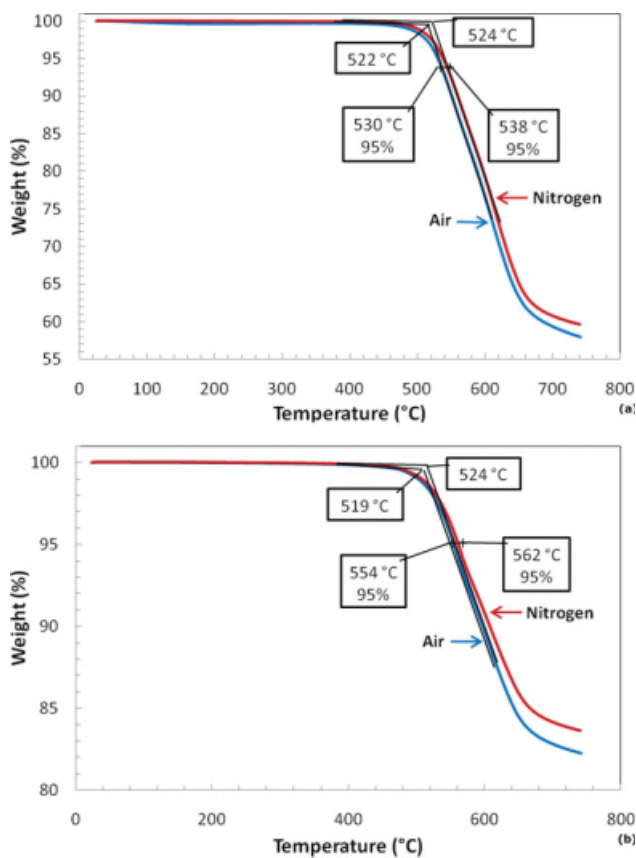 100
95
90
85
80
75
70
65
60
55
Weight (%)
522 °C
524 °C
530 °C
95%
538 °C
95%
Nitrogen
Air
0
100
200
300
400
500
600
700
800
Temperature (°C)
(a)
100
95
90
85
80
Weight (%)
519 °C
524 °C
554 °C
95%
562 °C
95%
Nitrogen
Air
0
200
400
600
800
Temperature (°C)
(b)